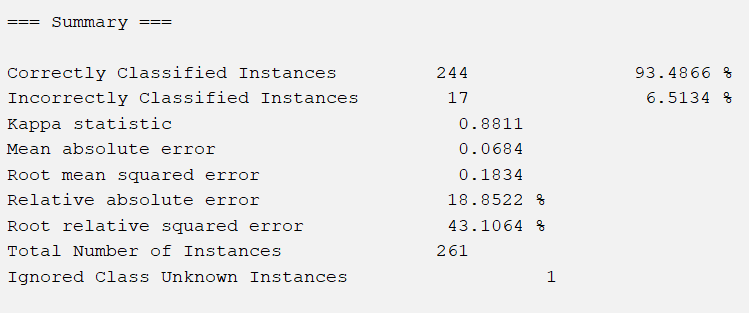 === Summary ===
Correctly Classified Instances 244 93.4866 %
Incorrectly Classified Instances 17 6.5134 %
Kappa statistic 0.8811
Mean absolute error 0.0684
Root mean squared error 0.1834
Relative absolute error 18.8522 %
Root relative squared error 43.1064 %
Total Number of Instances 261
Ignored Class Unknown Instances 1